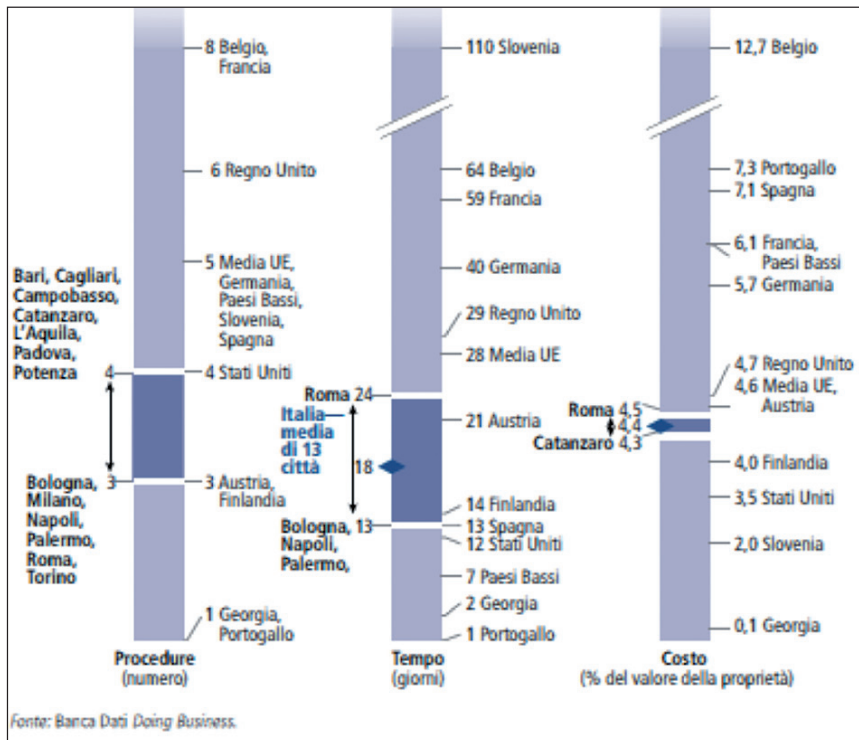 8 Belgio,
Francia
6 Regno Unito
5 Media UE,
Germania,
Paesi Bassi,
Slovenia,
Spagna
Bari, Cagliari,
Campobasso,
Catanzaro,
L'Aquila,
Padova,
Potenza 4
4 Stati Uniti
Bologna, 3
Milano,
Napoli,
Palermo,
Roma,
Torino
3 Austria,
Finlandia
1 Georgia,
Portogallo
Procedure
(numero)
110 Slovenia
64 Belgio
59 Francia
40 Germania
29 Regno Unito
28 Media UE
Roma 24
Italia
media
di 13
città
18
21 Austria
14 Finlandia
Bologna, 13
Napoli,
Palermo,
13 Spagna
12 Stati Uniti
7 Paesi Bassi
2 Georgia
1 Portogallo
Tempo
(giorni)
12,7 Belgio
7,3 Portogallo
7,1 Spagna
6,1 Francia,
Paesi Bassi
5,7 Germania
4,7 Regno Unito
4,6 Media UE,
Austria
Roma 4,5
4,4
Catanzaro 4,3
4,0 Finlandia
3,5 Stati Uniti
2,0 Slovenia
0,1 Georgia
Costo
(% del valore della proprietà)
Fonte: Banca Dati Doing Business.